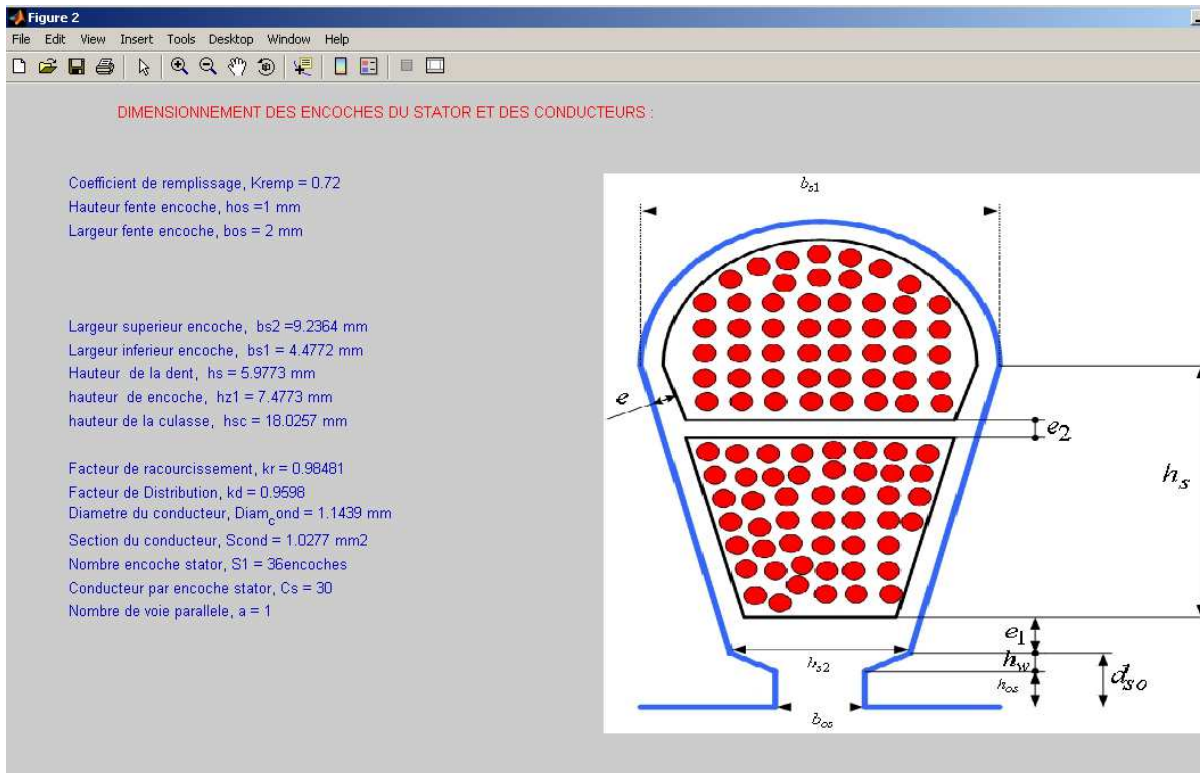 Figure 2
File Edit View Insert Tools Desktop Window Help
DIMENSIONNEMENT DES ENCOCHES DU STATOR ET DES CONDUCTEURS :
Coefficient de remplissage, Kremp = 0.72
Hauteur fente encoche, hos =1 mm
Largeur fente encoche, bos = 2 mm
Largeur superieur encoche, bs2 =9.2364 mm
Largeur inferieur encoche, bs1 = 4.4772 mm
Hauteur de la dent, hs = 5.9773 mm
hauteur de encoche, hz1 = 7.4773 mm
hauteur de la culasse, hsc = 18.0257 mm
Facteur de racourcissement, kr = 0.98481
Facteur de Distribution, kd = 0.9598
Diametre du conducteur, Diam_cond = 1.1439 mm
Section du conducteur, Scond = 1.0277 mm2
Nombre encoche stator, S1 = 36encoches
Conducteur par encoche stator, Cs = 30
Nombre de voie parallele, a = 1
b_s1
e
e_2
h_s
e_1
h_w
h_os
d_so
b_os